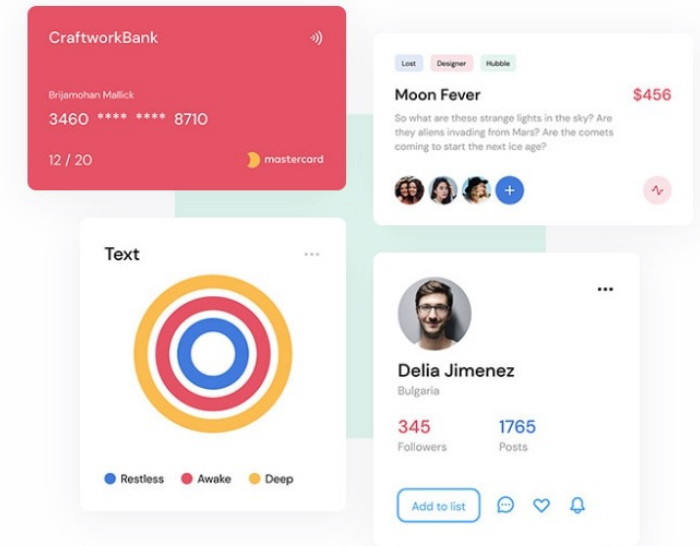 CraftworkBank
Brijamohan Mallick
3460 **** **** 8710
12 / 20
mastercard
Lost Designer Hubble
Moon Fever $456
So what are these strange lights in the sky? Are
they aliens invading from Mars? Are the comets
coming to start the next ice age?
Text
Restless Awake Deep
Delia Jimenez
Bulgaria
345 1765
Followers Posts
Add to list